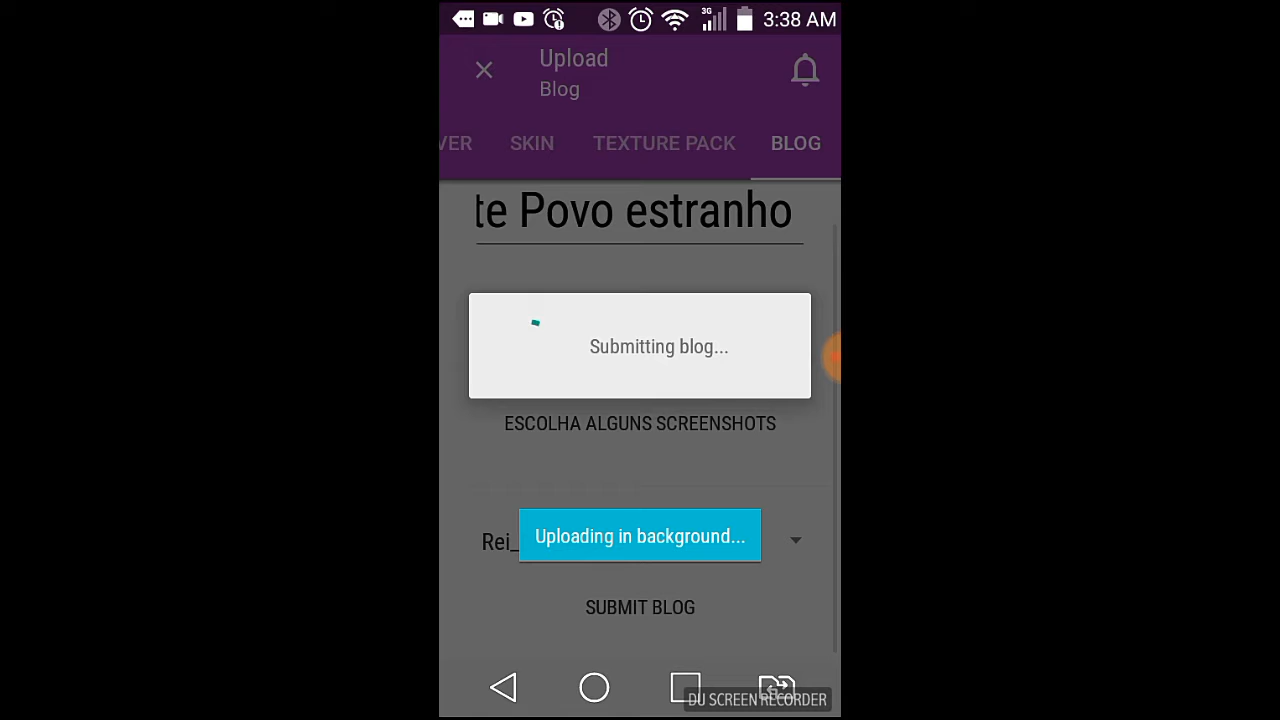 3G 3:38 AM
Upload
Blog
VER SKIN TEXTURE PACK BLOG
te Povo estranho
Submitting blog...
ESCOLHA ALGUNS SCREENSHOTS
Rei_ Uploading in background...
SUBMIT BLOG
DU SCREEN RECORDER